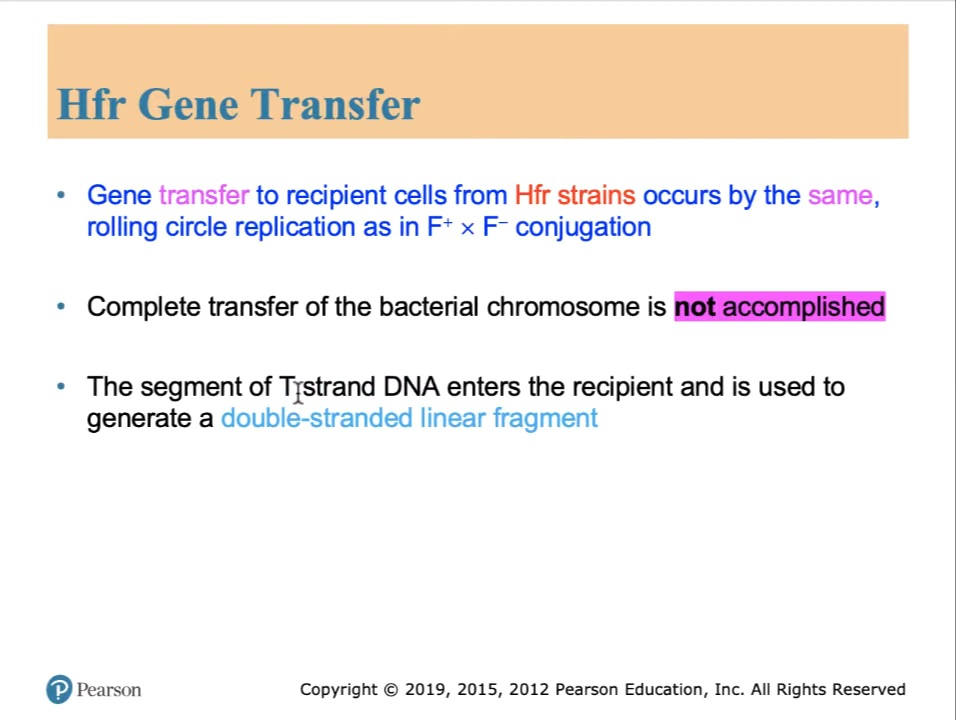 Hfr Gene Transfer
• Gene transfer to recipient cells from Hfr strains occurs by the same,
rolling circle replication as in F⁺ × F⁻ conjugation
• Complete transfer of the bacterial chromosome is not accomplished
• The segment of T strand DNA enters the recipient and is used to
generate a double-stranded linear fragment
Pearson
Copyright © 2019, 2015, 2012 Pearson Education, Inc. All Rights Reserved